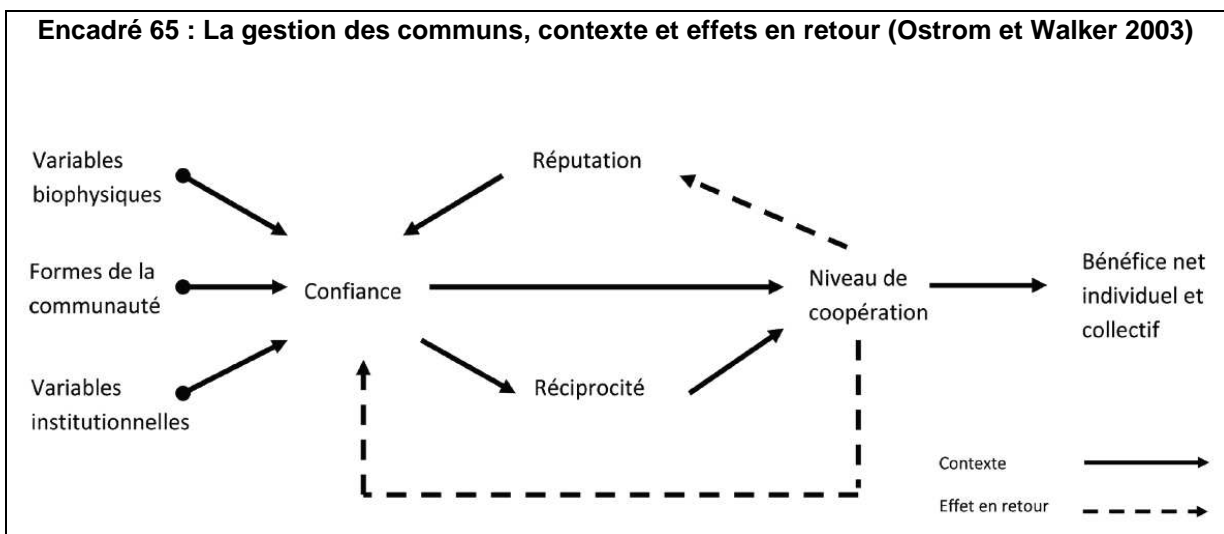 Encadré 65 : La gestion des communs, contexte et effets en retour (Ostrom et Walker 2003)
Variables
biophysiques
Réputation
Formes de la
communauté
Confiance
Niveau de
coopération
Bénéfice net
individuel et
collectif
Variables
institutionnelles
Réciprocité
Contexte
Effet en retour